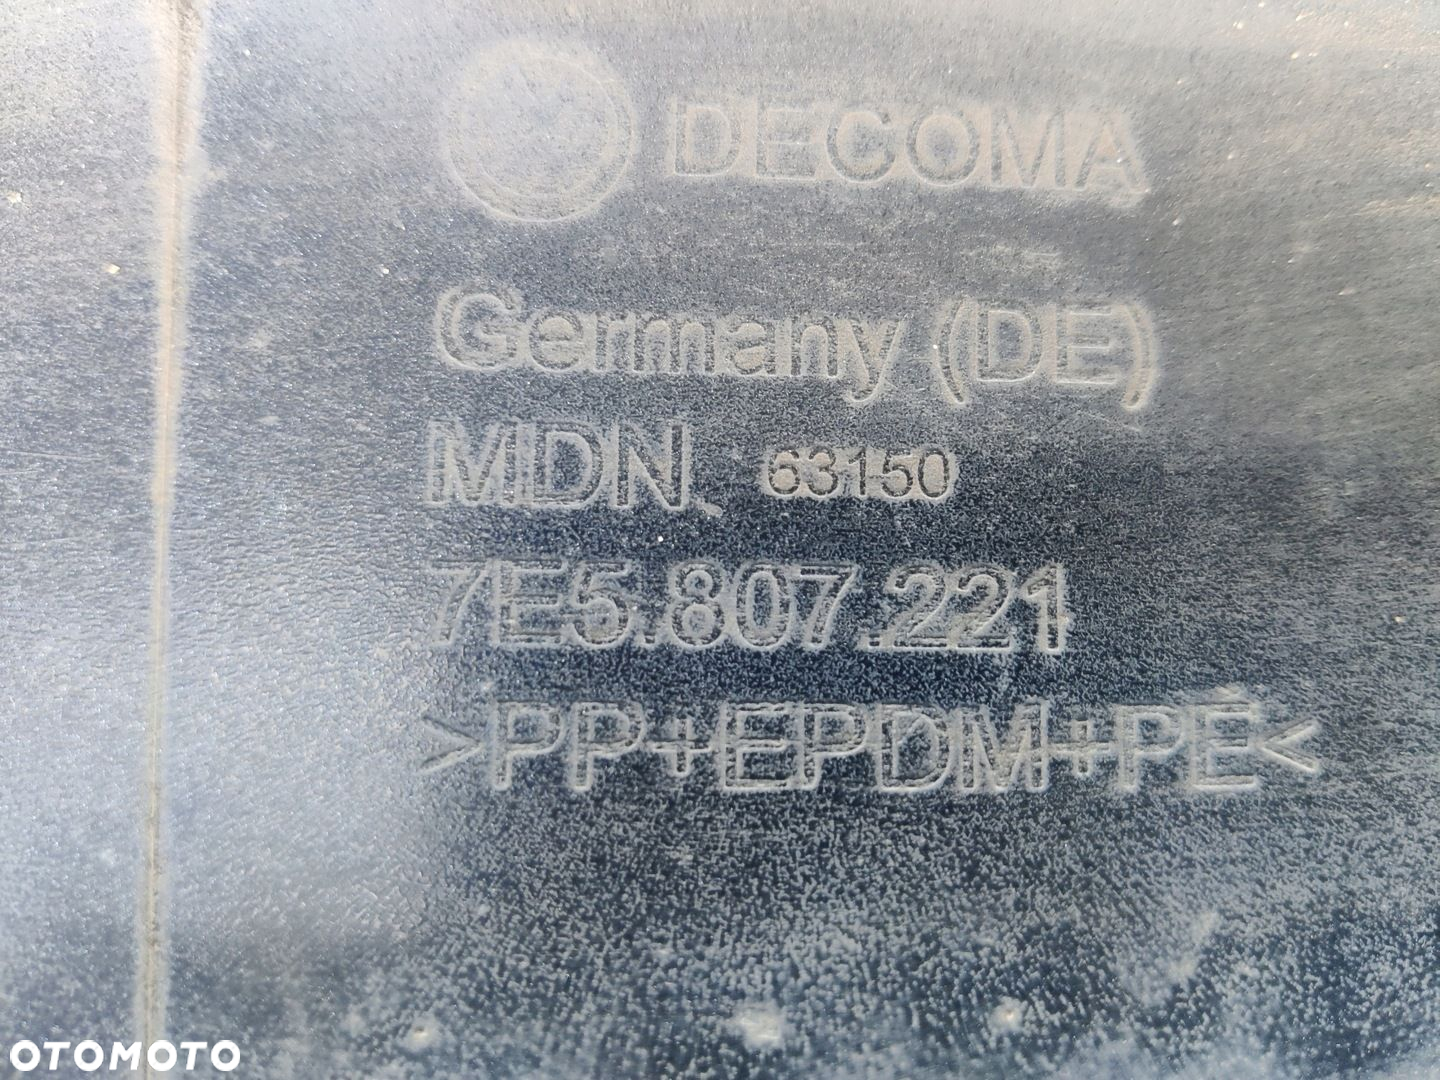 DECOMA
Germany (DE)
MDN 63150
7E5.807.221
>PP+EPDM+PE<
OTOMOTO